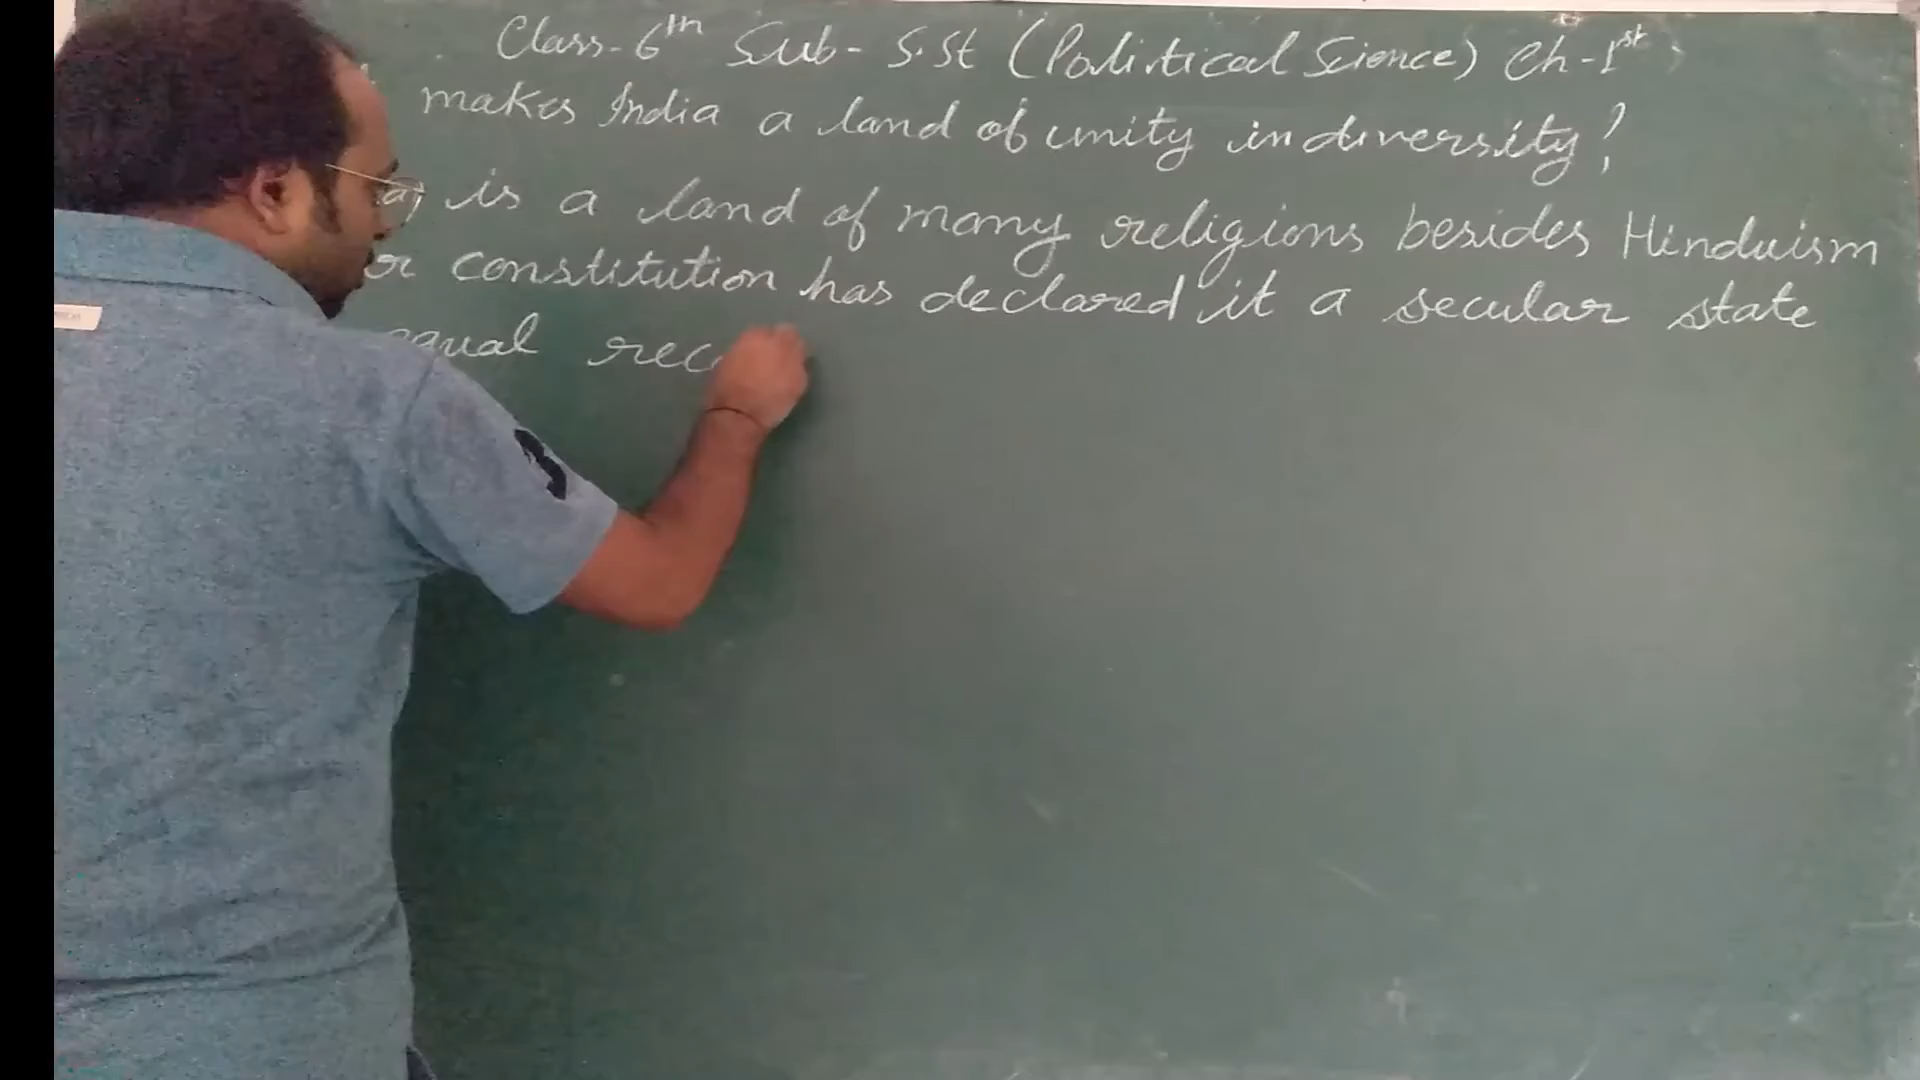 Class-6th Sub- S.St (Political Science) Ch-1st
makes India a land of unity in diversity?
is a land of many religions besides Hinduism
constitution has declared it a secular state
equal rec